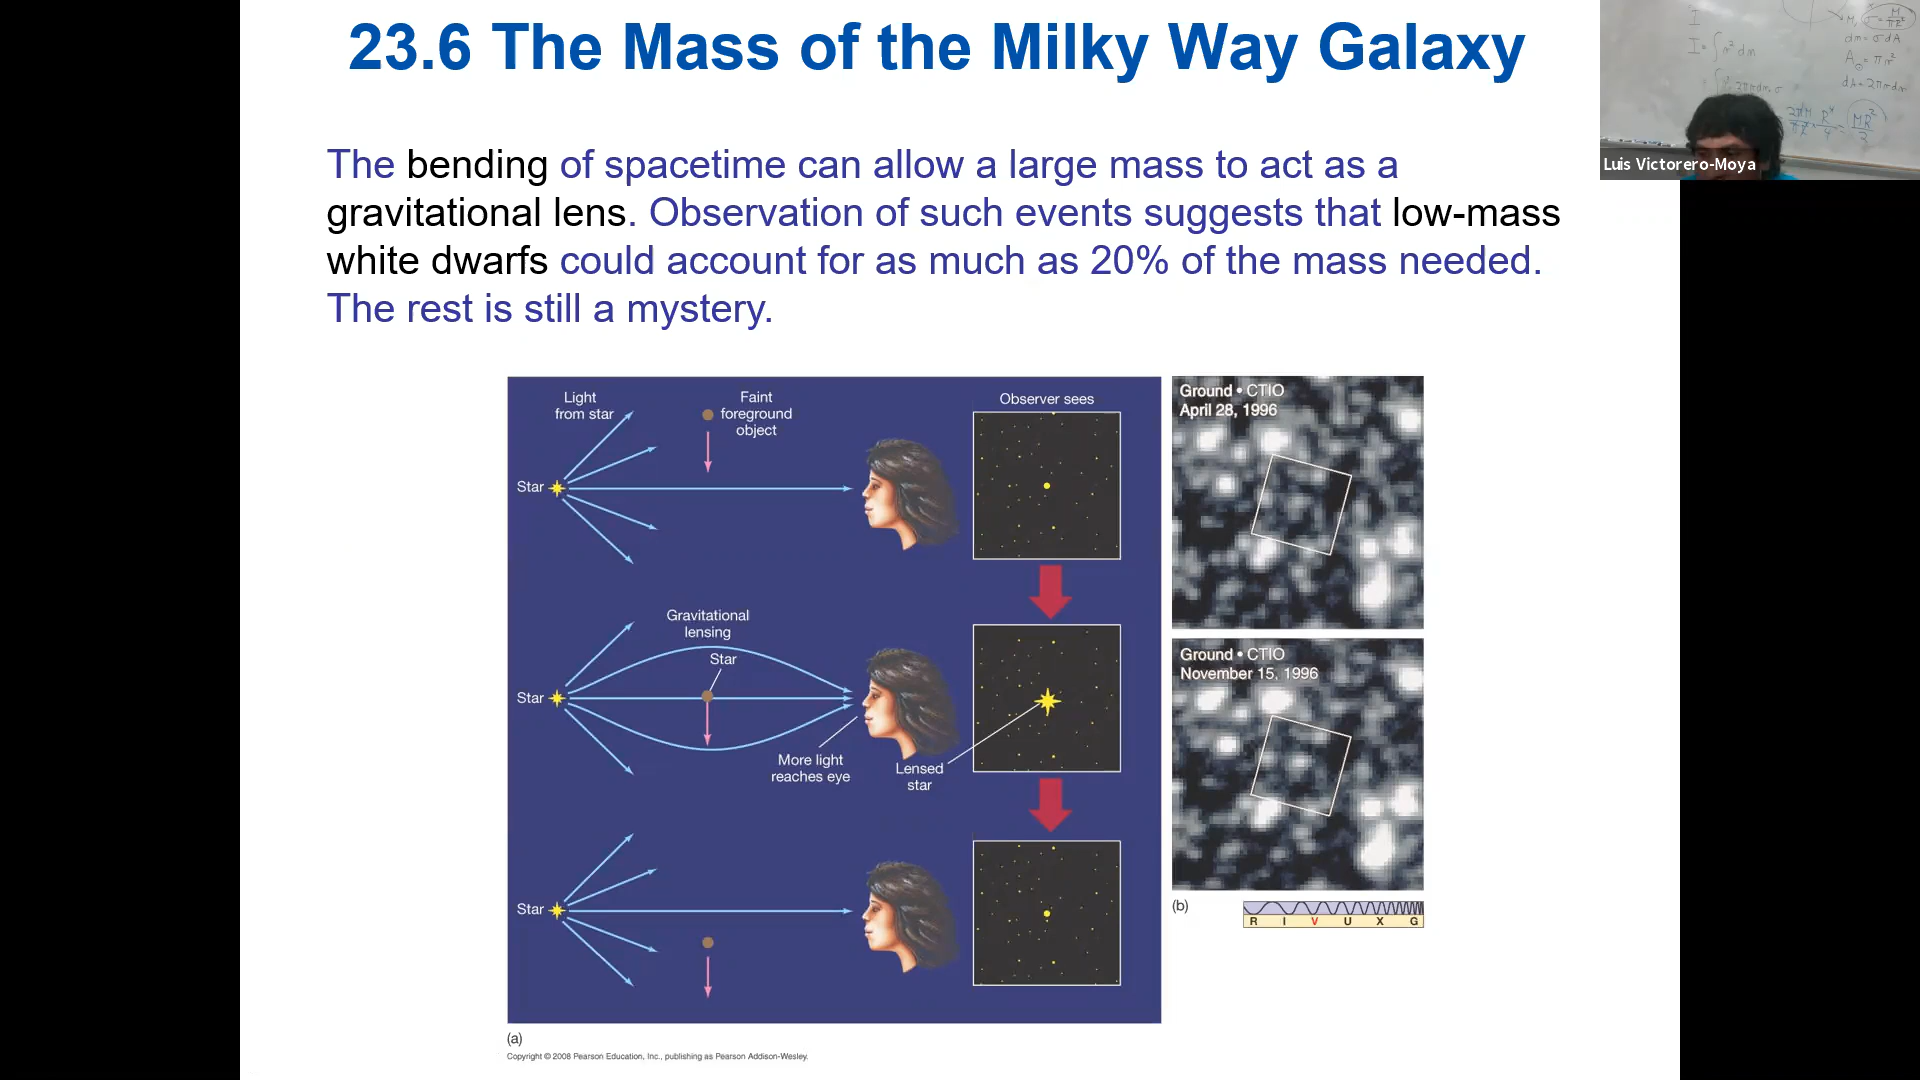 23.6 The Mass of the Milky Way Galaxy
The bending of spacetime can allow a large mass to act as a
gravitational lens. Observation of such events suggests that low-mass
white dwarfs could account for as much as 20% of the mass needed.
The rest is still a mystery.
Light
from star
Faint
foreground
object
Observer sees
Star
Gravitational
lensing
Star
Star
More light
reaches eye
Lensed
star
Star
(a)
Copyright © 2008 Pearson Education, Inc., publishing as Pearson Addison-Wesley.
Ground • CTIO
April 28, 1996
Ground • CTIO
November 15, 1996
(b)
R I V U X G
I
dm = σ dA
Luis Victorero-Moya